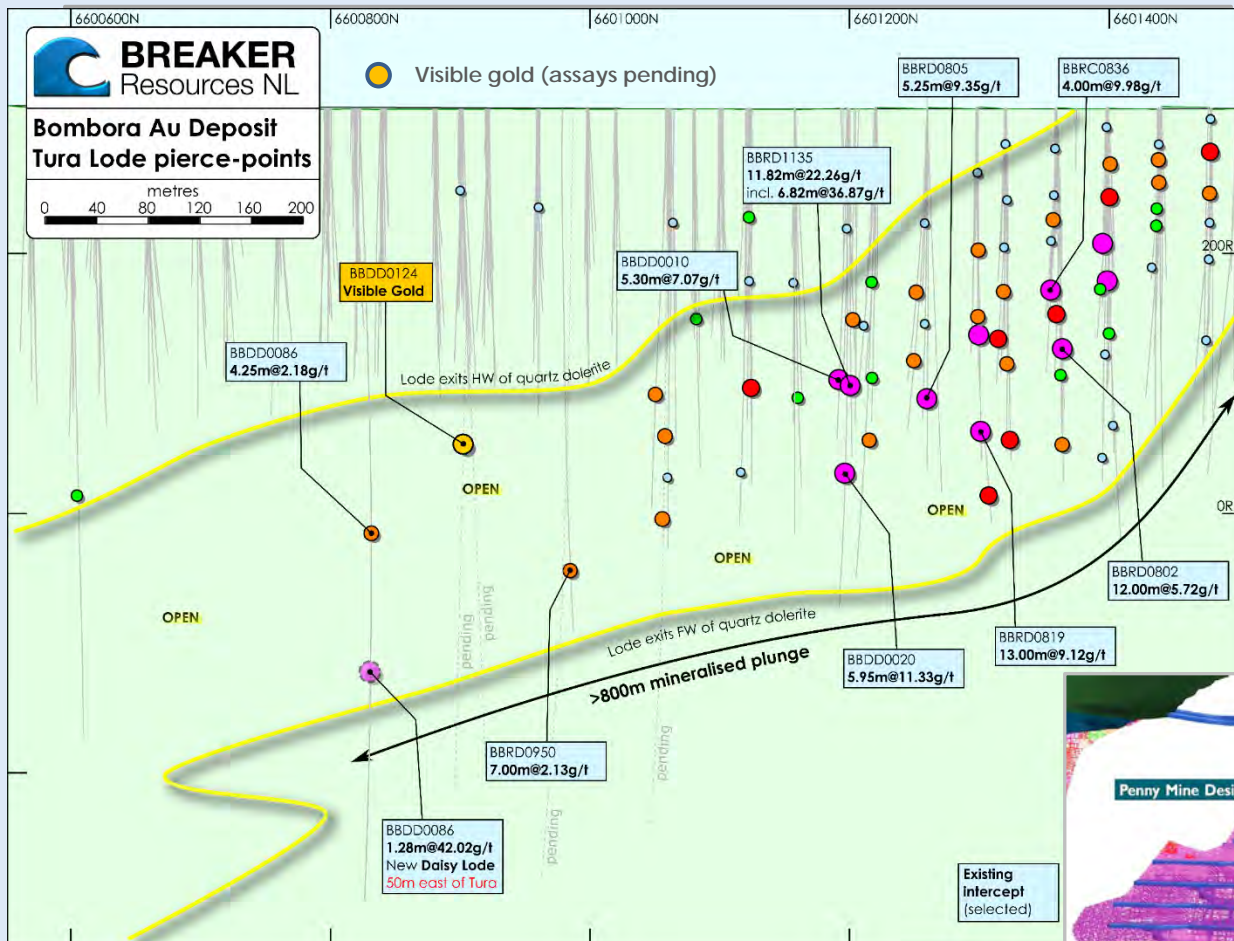 6600600N
6600800N
6601000N
6601200N
6601400N
BREAKER
Resources NL
Bombora Au Deposit
Tura Lode pierce-points
metres
0 40 80 120 160 200
Visible gold (assays pending)
BBRD0805
5.25m@9.35g/t
BBRC0836
4.00m@9.98g/t
BBRD1135
11.82m@22.26g/t
incl. 6.82m@36.87g/t
BBDD0010
5.30m@7.07g/t
200R
BBDD0124
Visible Gold
BBDD0086
4.25m@2.18g/t
Lode exits HW of quartz dolerite
OPEN
OPEN
0R
OPEN
OPEN
pending
pending
Lode exits FW of quartz dolerite
>800m mineralised plunge
BBRD0802
12.00m@5.72g/t
BBRD0819
13.00m@9.12g/t
BBDD0020
5.95m@11.33g/t
BBRD0950
7.00m@2.13g/t
pending
pending
BBDD0086
1.28m@42.02g/t
New Daisy Lode
50m east of Tura
Penny Mine Desi
Existing
intercept
(selected)